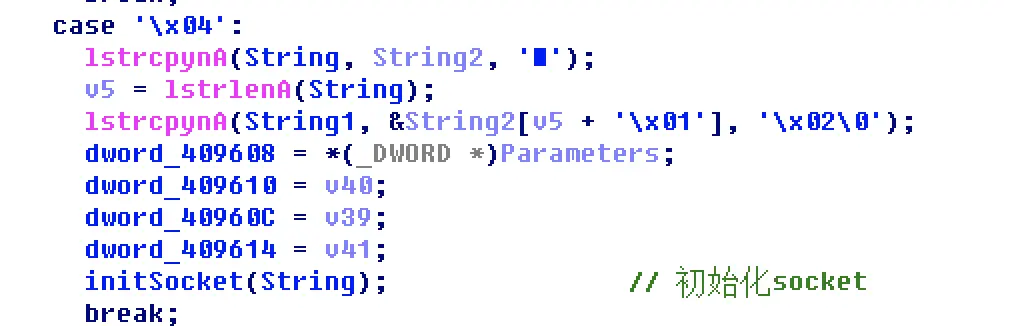 case '\x04':
lstrcpynA(String, String2, '■');
v5 = lstrlenA(String);
lstrcpynA(String1, &String2[v5 + '\x01'], '\x02\0');
dword_409608 = *(_DWORD *)Parameters;
dword_409610 = v40;
dword_40960C = v39;
dword_409614 = v41;
initSocket(String); // 初始化socket
break;